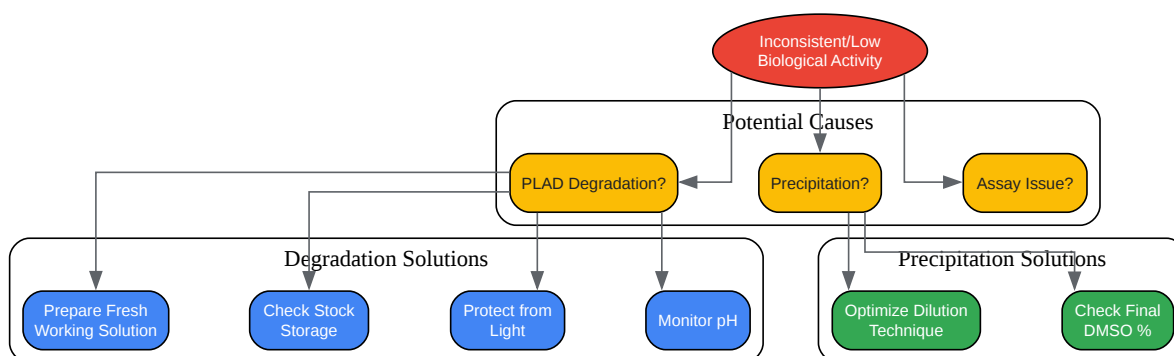 Inconsistent/Low
Biological Activity
Potential Causes
PLAD Degradation?
Precipitation?
Assay Issue?
Degradation Solutions
Precipitation Solutions
Prepare Fresh
Working Solution
Check Stock
Storage
Protect from
Light
Monitor pH
Optimize Dilution
Technique
Check Final
DMSO %